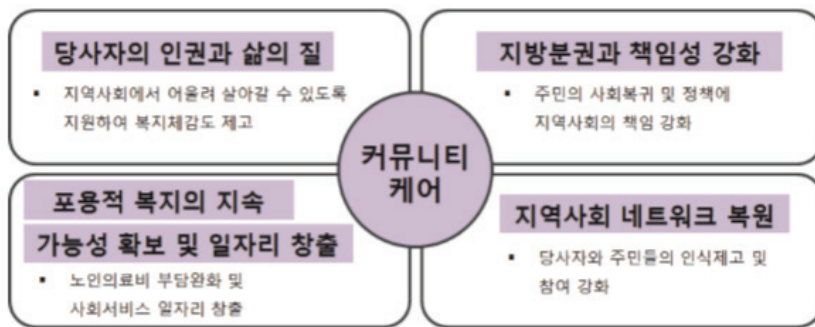 당사자의 인권과 삶의 질
▪ 지역사회에서 어울려 살아갈 수 있도록
지원하여 복지체감도 제고
지방분권과 책임성 강화
▪ 주민의 사회복귀 및 정책에
지역사회의 책임 강화
커뮤니티
케어
포용적 복지의 지속
가능성 확보 및 일자리 창출
▪ 노인의료비 부담완화 및
사회서비스 일자리 창출
지역사회 네트워크 복원
▪ 당사자와 주민들의 인식제고 및
참여 강화